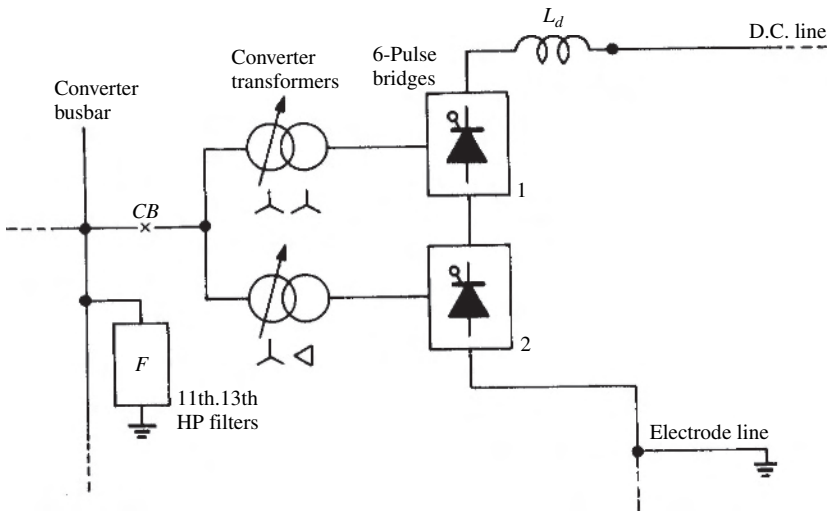 L_d
D.C. line
Converter
transformers
6-Pulse
bridges
Converter
busbar
1
CB
2
F
11th.13th
HP filters
Electrode line